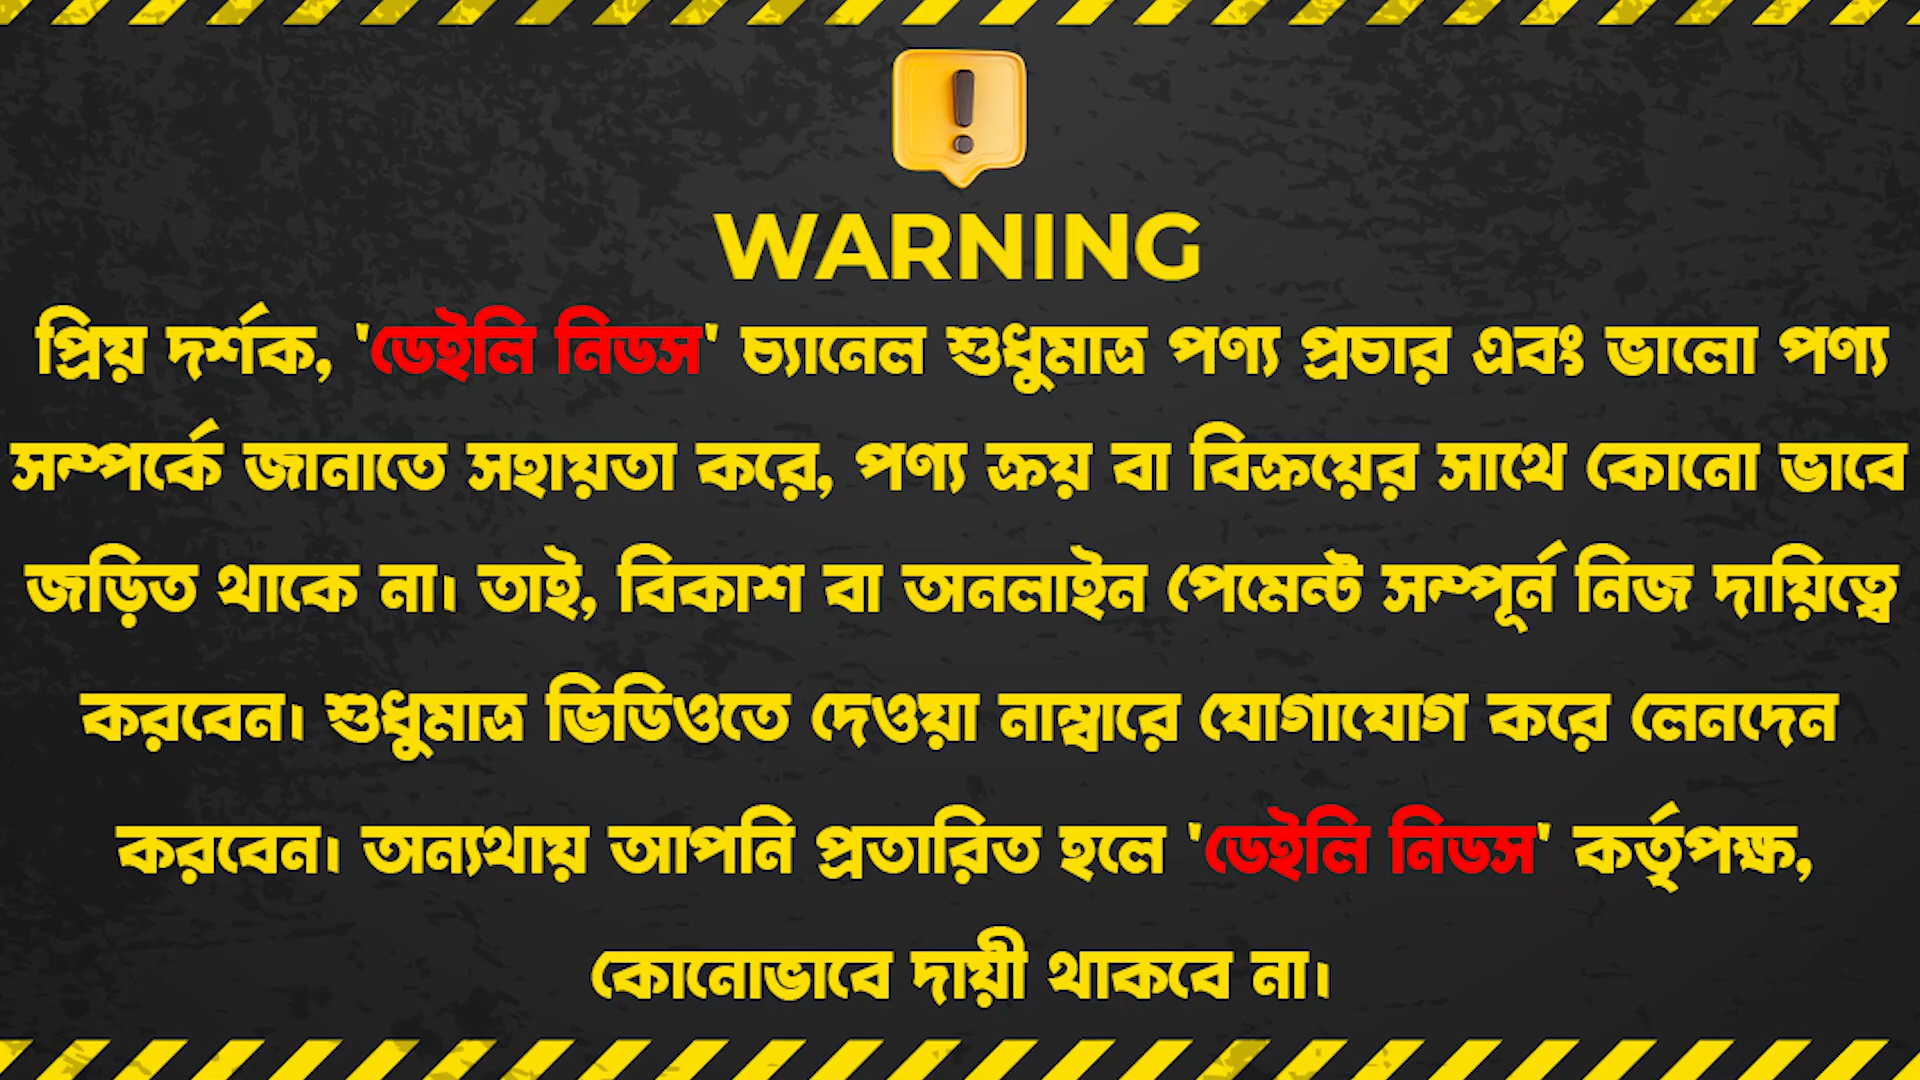 WARNING
প্রিয় দর্শক, 'ডেইলি নিডস' চ্যানেল শুধুমাত্র পণ্য প্রচার এবং ভালো পণ্য
সম্পর্কে জানাতে সহায়তা করে, পণ্য ক্রয় বা বিক্রয়ের সাথে কোনো ভাবে
জড়িত থাকে না। তাই, বিকাশ বা অনলাইন পেমেন্ট সম্পূর্ন নিজ দায়িত্বে
করবেন। শুধুমাত্র ভিডিওতে দেওয়া নাম্বারে যোগাযোগ করে লেনদেন
করবেন। অন্যথায় আপনি প্রতারিত হলে 'ডেইলি নিডস' কর্তৃপক্ষ,
কোনোভাবে দায়ী থাকবে না।